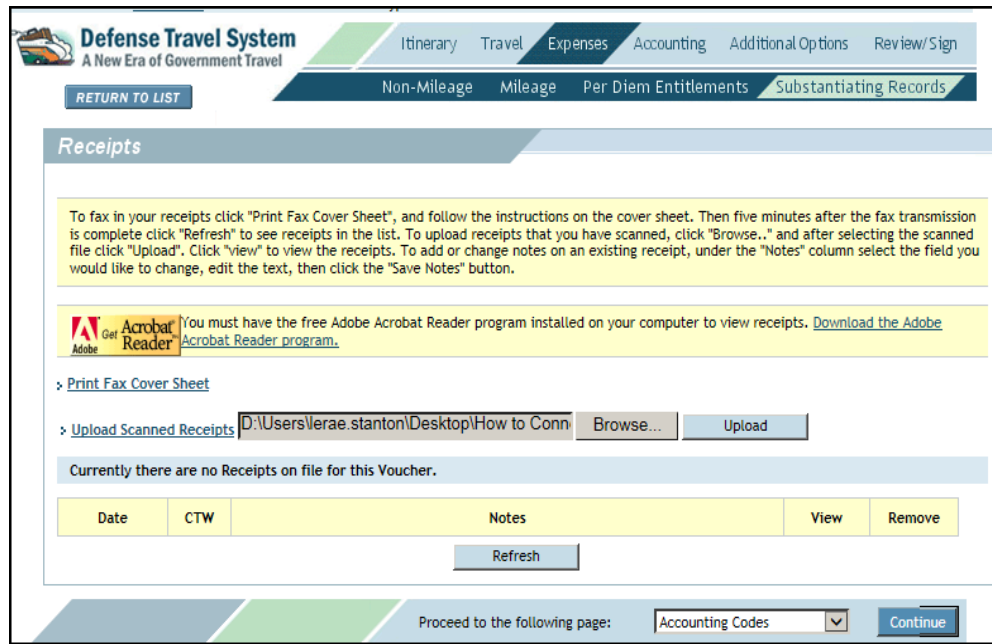 Defense Travel System
A New Era of Government Travel
RETURN TO LIST
Itinerary Travel Expenses Accounting Additional Options Review/Sign
Non-Mileage Mileage Per Diem Entitlements Substantiating Records
Receipts
To fax in your receipts click "Print Fax Cover Sheet", and follow the instructions on the cover sheet. Then five minutes after the fax transmission
is complete click "Refresh" to see receipts in the list. To upload receipts that you have scanned, click "Browse.." and after selecting the scanned
file click "Upload". Click "view" to view the receipts. To add or change notes on an existing receipt, under the "Notes" column select the field you
would like to change, edit the text, then click the "Save Notes" button.
Adobe Get Acrobat Reader
You must have the free Adobe Acrobat Reader program installed on your computer to view receipts. Download the Adobe
Acrobat Reader program.
Print Fax Cover Sheet
Upload Scanned Receipts D:\Users\lerae.stanton\Desktop\How to Conn Browse... Upload
Currently there are no Receipts on file for this Voucher.
Date CTW Notes View Remove
Refresh
Proceed to the following page: Accounting Codes Continue